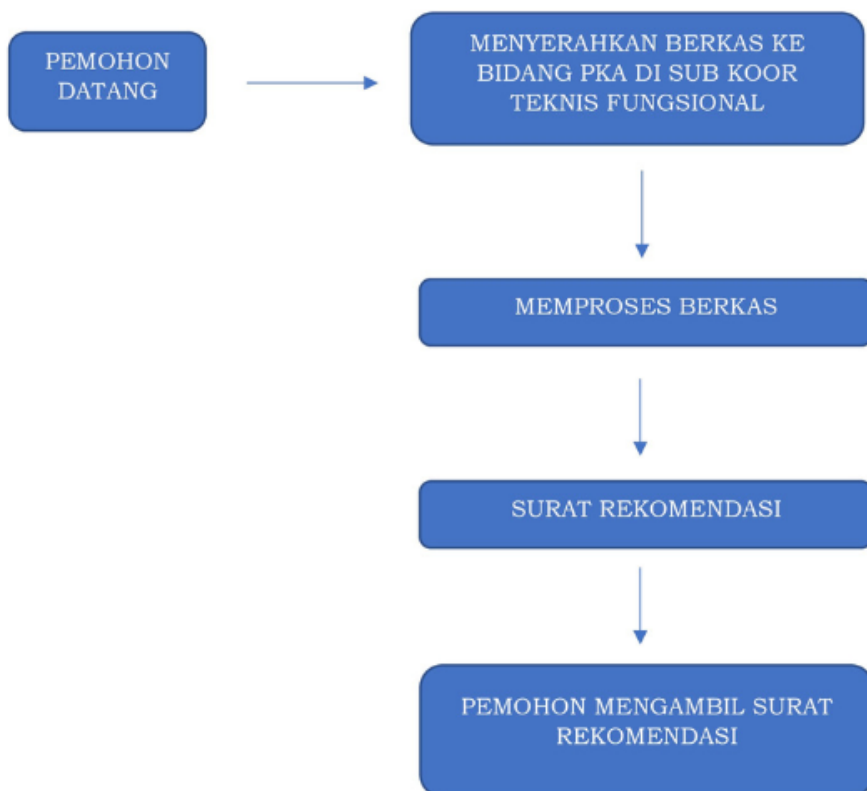 PEMOHON
DATANG
MENYERAHKAN BERKAS KE
BIDANG PKA DI SUB KOOR
TEKNIS FUNGSIONAL
MEMPROSES BERKAS
SURAT REKOMENDASI
PEMOHON MENGAMBIL SURAT
REKOMENDASI